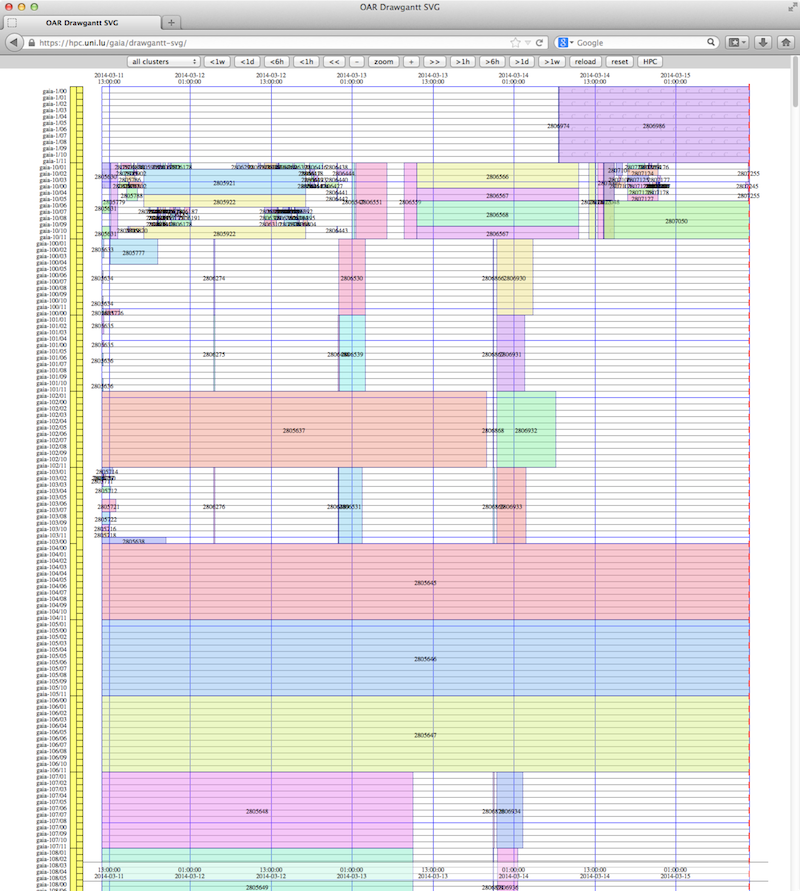 OAR Drawgantt SVG
OAR Drawgantt SVG
https://hpc.uni.lu/gaia/drawgantt-svg/
Google
all clusters <1w <1d <6h <1h << - zoom + >> >1h >6h >1d >1w reload reset HPC
2014-03-11 2014-03-12 2014-03-12 2014-03-13 2014-03-13 2014-03-14 2014-03-14 2014-03-15
13:00:00 01:00:00 13:00:00 01:00:00 13:00:00 01:00:00 13:00:00 01:00:00
gaia-1/00
gaia-1/01
gaia-1/02
gaia-1/03
gaia-1/04
gaia-1/05
gaia-1/06 2806974 2806986
gaia-1/07
gaia-1/08
gaia-1/09
gaia-1/10
gaia-1/11
gaia-10/01
gaia-10/02 2807255
gaia-10/03 2806566
gaia-10/00 2805921 2807245
gaia-10/04
gaia-10/05 2805788 2806567 2807255
gaia-10/06 2805779 2805922 2806551
gaia-10/07
gaia-10/08 2806568
gaia-10/09 2807050
gaia-10/10 2805922 2806443 2806567
gaia-10/11
gaia-100/01
gaia-100/02 2805633
gaia-100/03 2805777
gaia-100/04
gaia-100/05
gaia-100/06
gaia-100/07 2805634 2806274 2806530 2806930
gaia-100/08
gaia-100/09
gaia-100/10
gaia-100/11 2805634
gaia-100/00
gaia-101/01
gaia-101/02 2805635
gaia-101/03
gaia-101/04
gaia-101/00 2805635
gaia-101/05 2806275 2806539 2806931
gaia-101/06 2805636
gaia-101/07
gaia-101/08
gaia-101/09
gaia-101/10 2805636
gaia-101/11
gaia-102/01
gaia-102/00
gaia-102/02
gaia-102/03
gaia-102/04
gaia-102/05
gaia-102/06 2805637 2806868 2806932
gaia-102/07
gaia-102/08
gaia-102/09
gaia-102/10
gaia-102/11
gaia-103/01 2805714
gaia-103/02
gaia-103/03
gaia-103/04 2805712
gaia-103/05
gaia-103/06
gaia-103/07 2805721 2806276 2806531 2806933
gaia-103/08
gaia-103/09 2805722
gaia-103/10 2805716
gaia-103/11 2805718
gaia-103/00 2805638
gaia-104/00
gaia-104/01
gaia-104/02
gaia-104/03
gaia-104/04
gaia-104/05
gaia-104/06 2805645
gaia-104/07
gaia-104/08
gaia-104/09
gaia-104/10
gaia-104/11
gaia-105/01
gaia-105/00
gaia-105/02
gaia-105/03
gaia-105/04
gaia-105/05
gaia-105/06 2805646
gaia-105/07
gaia-105/08
gaia-105/09
gaia-105/10
gaia-105/11
gaia-106/00
gaia-106/01
gaia-106/02
gaia-106/03
gaia-106/04
gaia-106/05
gaia-106/06 2805647
gaia-106/07
gaia-106/08
gaia-106/09
gaia-106/10
gaia-106/11
gaia-107/01
gaia-107/02
gaia-107/03
gaia-107/04
gaia-107/05
gaia-107/06 2805648 2806934
gaia-107/07
gaia-107/08
gaia-107/00
gaia-107/09
gaia-107/10
gaia-107/11
gaia-108/01
gaia-108/02
gaia-108/03 13:00:00 01:00:00 13:00:00 01:00:00 13:00:00 01:00:00 13:00:00 01:00:00
gaia-108/04 2014-03-11 2014-03-12 2014-03-12 2014-03-13 2014-03-13 2014-03-14 2014-03-14 2014-03-15
gaia-108/05
gaia-108/00 2805649 2806936